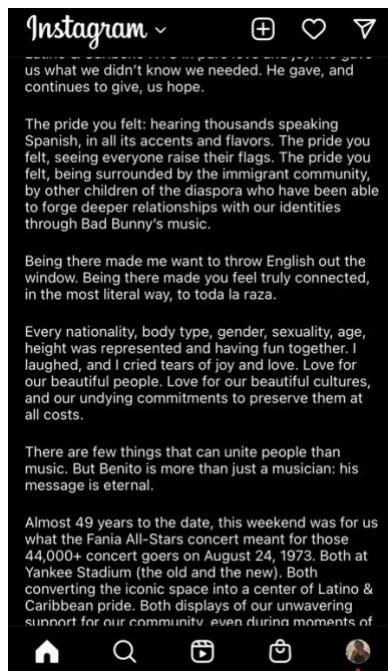 Instagram
us what we didn't know we needed. He gave, and
continues to give, us hope.
The pride you felt: hearing thousands speaking
Spanish, in all its accents and flavors. The pride you
felt, seeing everyone raise their flags. The pride you
felt, being surrounded by the immigrant community,
by other children of the diaspora who have been able
to forge deeper relationships with our identities
through Bad Bunny's music.
Being there made me want to throw English out the
window. Being there made you feel truly connected,
in the most literal way, to toda la raza.
Every nationality, body type, gender, sexuality, age,
height was represented and having fun together. I
laughed, and I cried tears of joy and love. Love for
our beautiful people. Love for our beautiful cultures,
and our undying commitments to preserve them at
all costs.
There are few things that can unite people than
music. But Benito is more than just a musician: his
message is eternal.
Almost 49 years to the date, this weekend was for us
what the Fania All-Stars concert meant for those
44,000+ concert goers on August 24, 1973. Both at
Yankee Stadium (the old and the new). Both
converting the iconic space into a center of Latino &
Caribbean pride. Both displays of our unwavering
support for our community, even during moments of